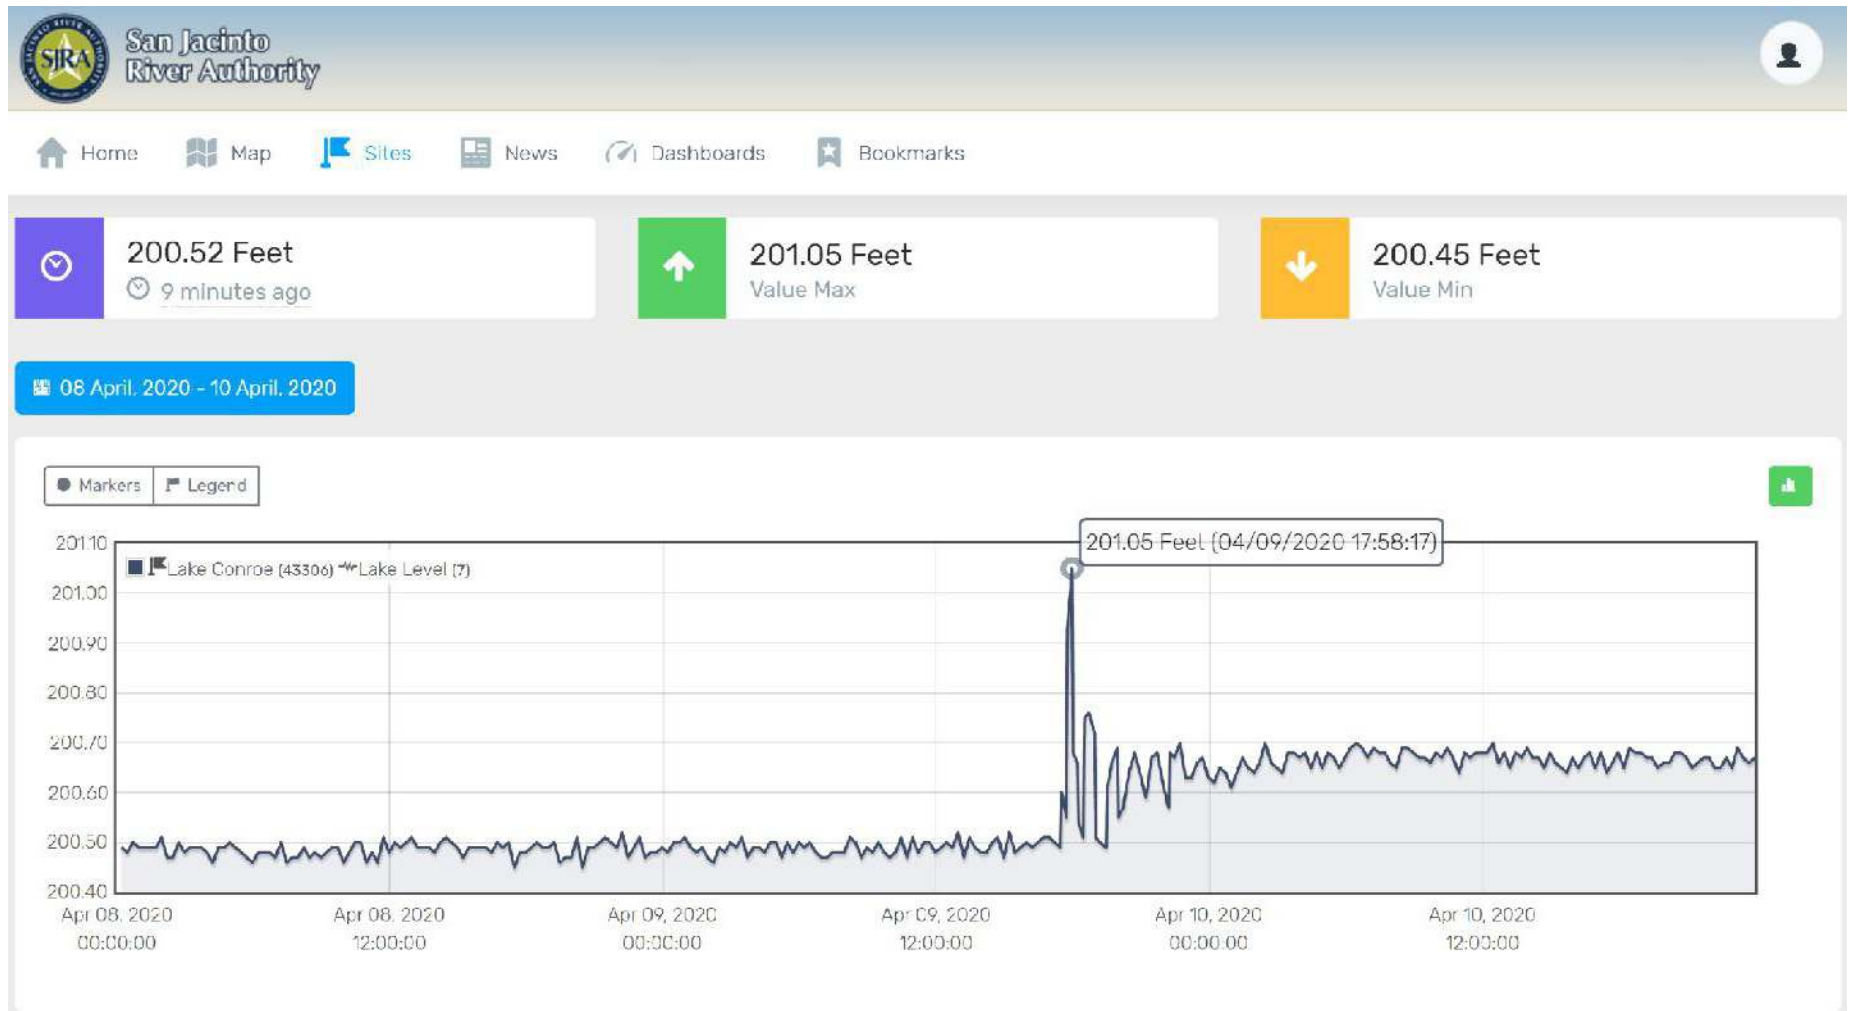 San Jacinto
River Authority
SJRA
Home Map Sites News Dashboards Bookmarks
200.52 Feet
9 minutes ago
201.05 Feet
Value Max
200.45 Feet
Value Min
08 April, 2020 - 10 April, 2020
Markers Legend
201.05 Feet (04/09/2020 17:58:17)
Lake Conroe (43306) Lake Level (7)
201.10
201.00
200.90
200.80
200.70
200.60
200.50
200.40
Apr 08, 2020 Apr 08, 2020 Apr 09, 2020 Apr 09, 2020 Apr 10, 2020 Apr 10, 2020
00:00:00 12:00:00 00:00:00 12:00:00 00:00:00 12:00:00